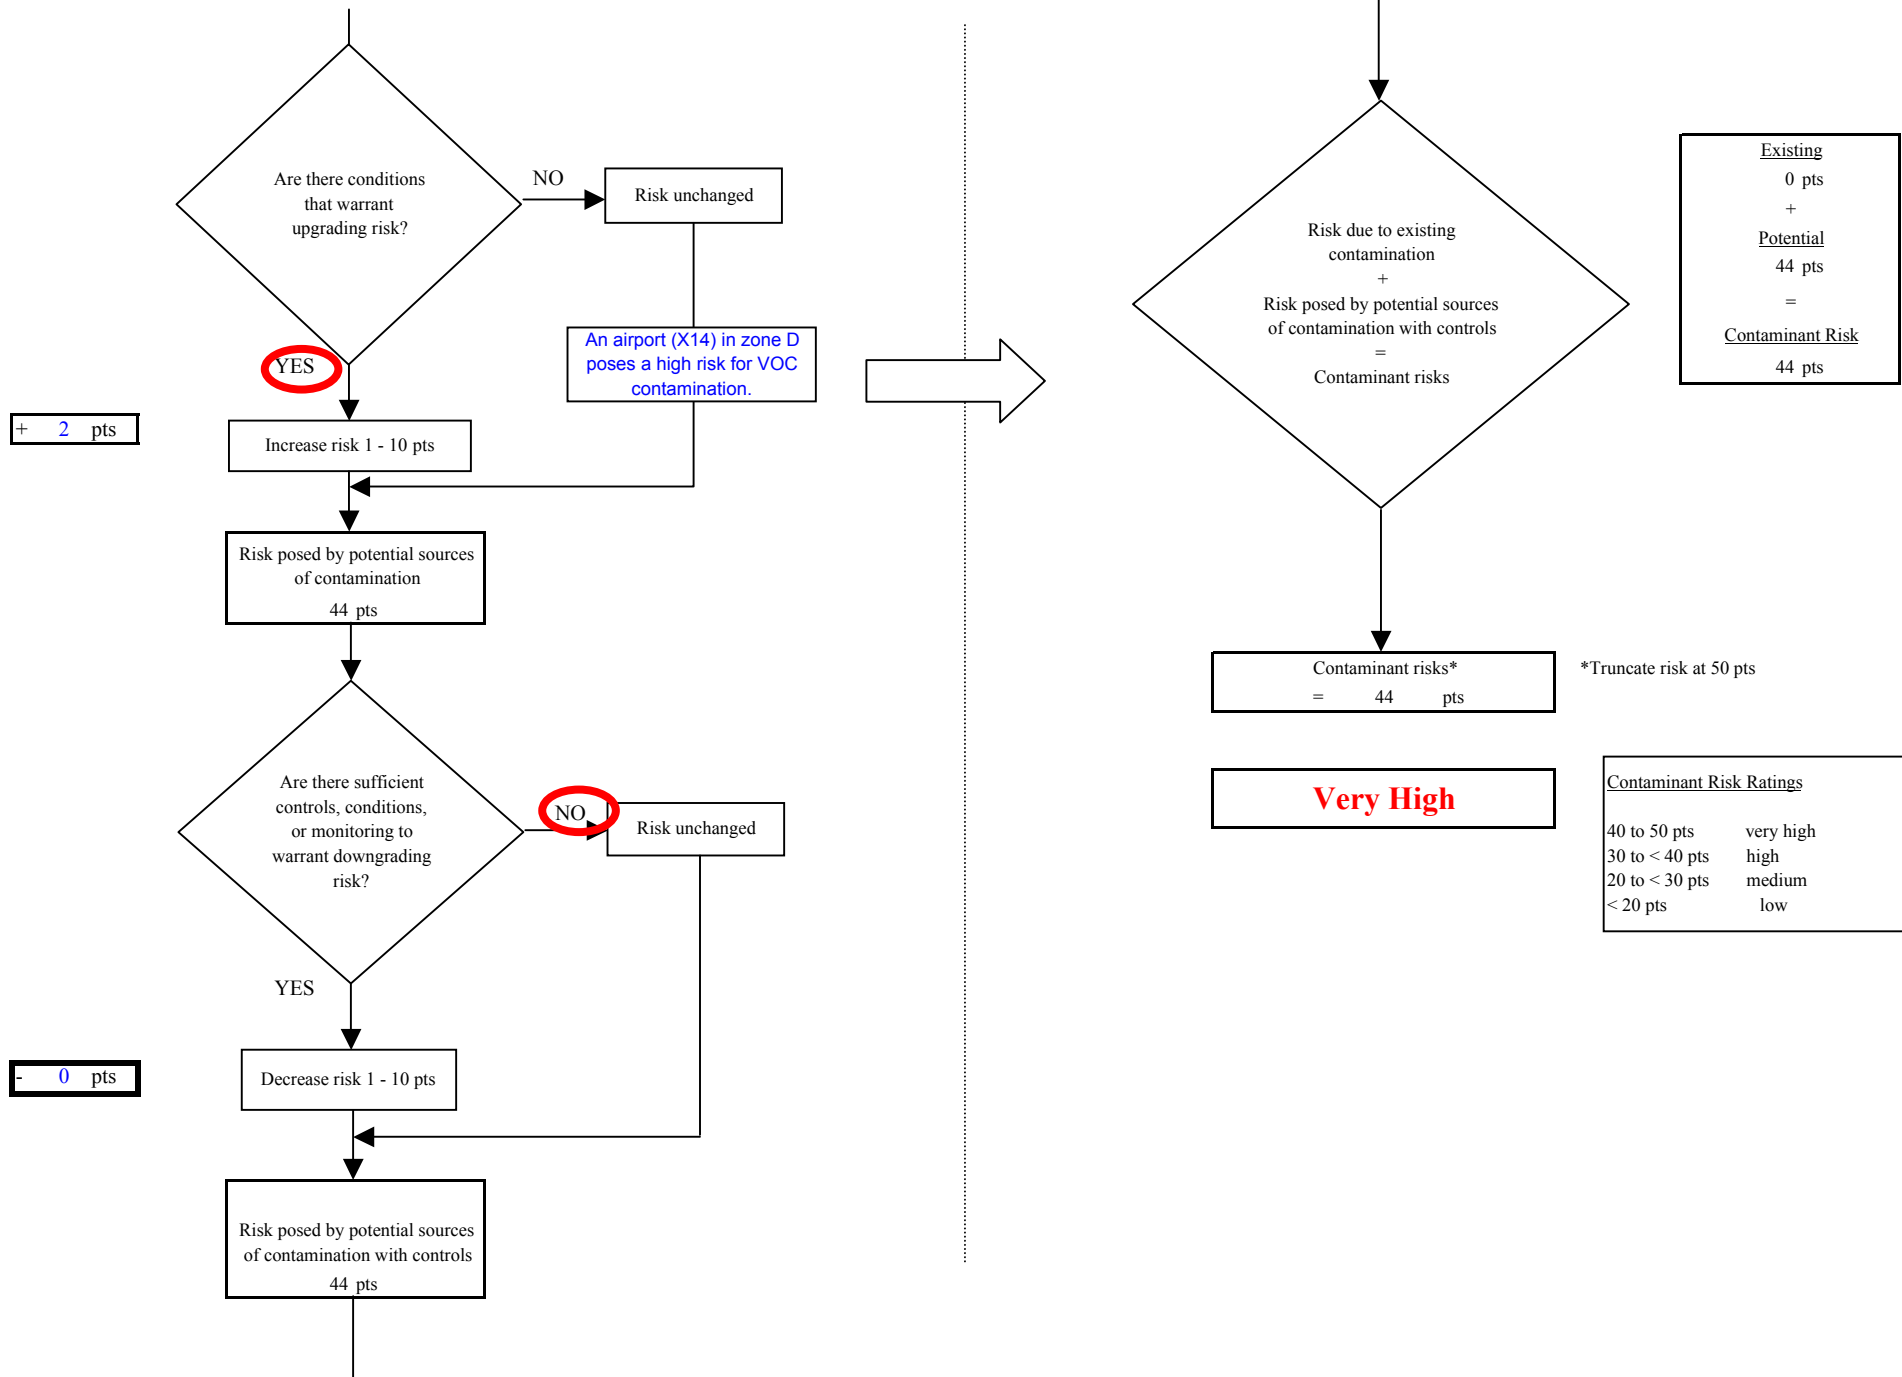 Are there conditions
that warrant
upgrading risk?
NO
Risk unchanged
An airport (X14) in zone D
poses a high risk for VOC
contamination.
YES
+ 2 pts
Increase risk 1 - 10 pts
Risk posed by potential sources
of contamination
44 pts
Are there sufficient
controls, conditions,
or monitoring to
warrant downgrading
risk?
NO
Risk unchanged
YES
- 0 pts
Decrease risk 1 - 10 pts
Risk posed by potential sources
of contamination with controls
44 pts
Risk due to existing
contamination
+
Risk posed by potential sources
of contamination with controls
=
Contaminant risks
Existing
0 pts
+
Potential
44 pts
=
Contaminant Risk
44 pts
Contaminant risks*
= 44 pts
*Truncate risk at 50 pts
Very High
Contaminant Risk Ratings
40 to 50 pts very high
30 to < 40 pts high
20 to < 30 pts medium
< 20 pts low